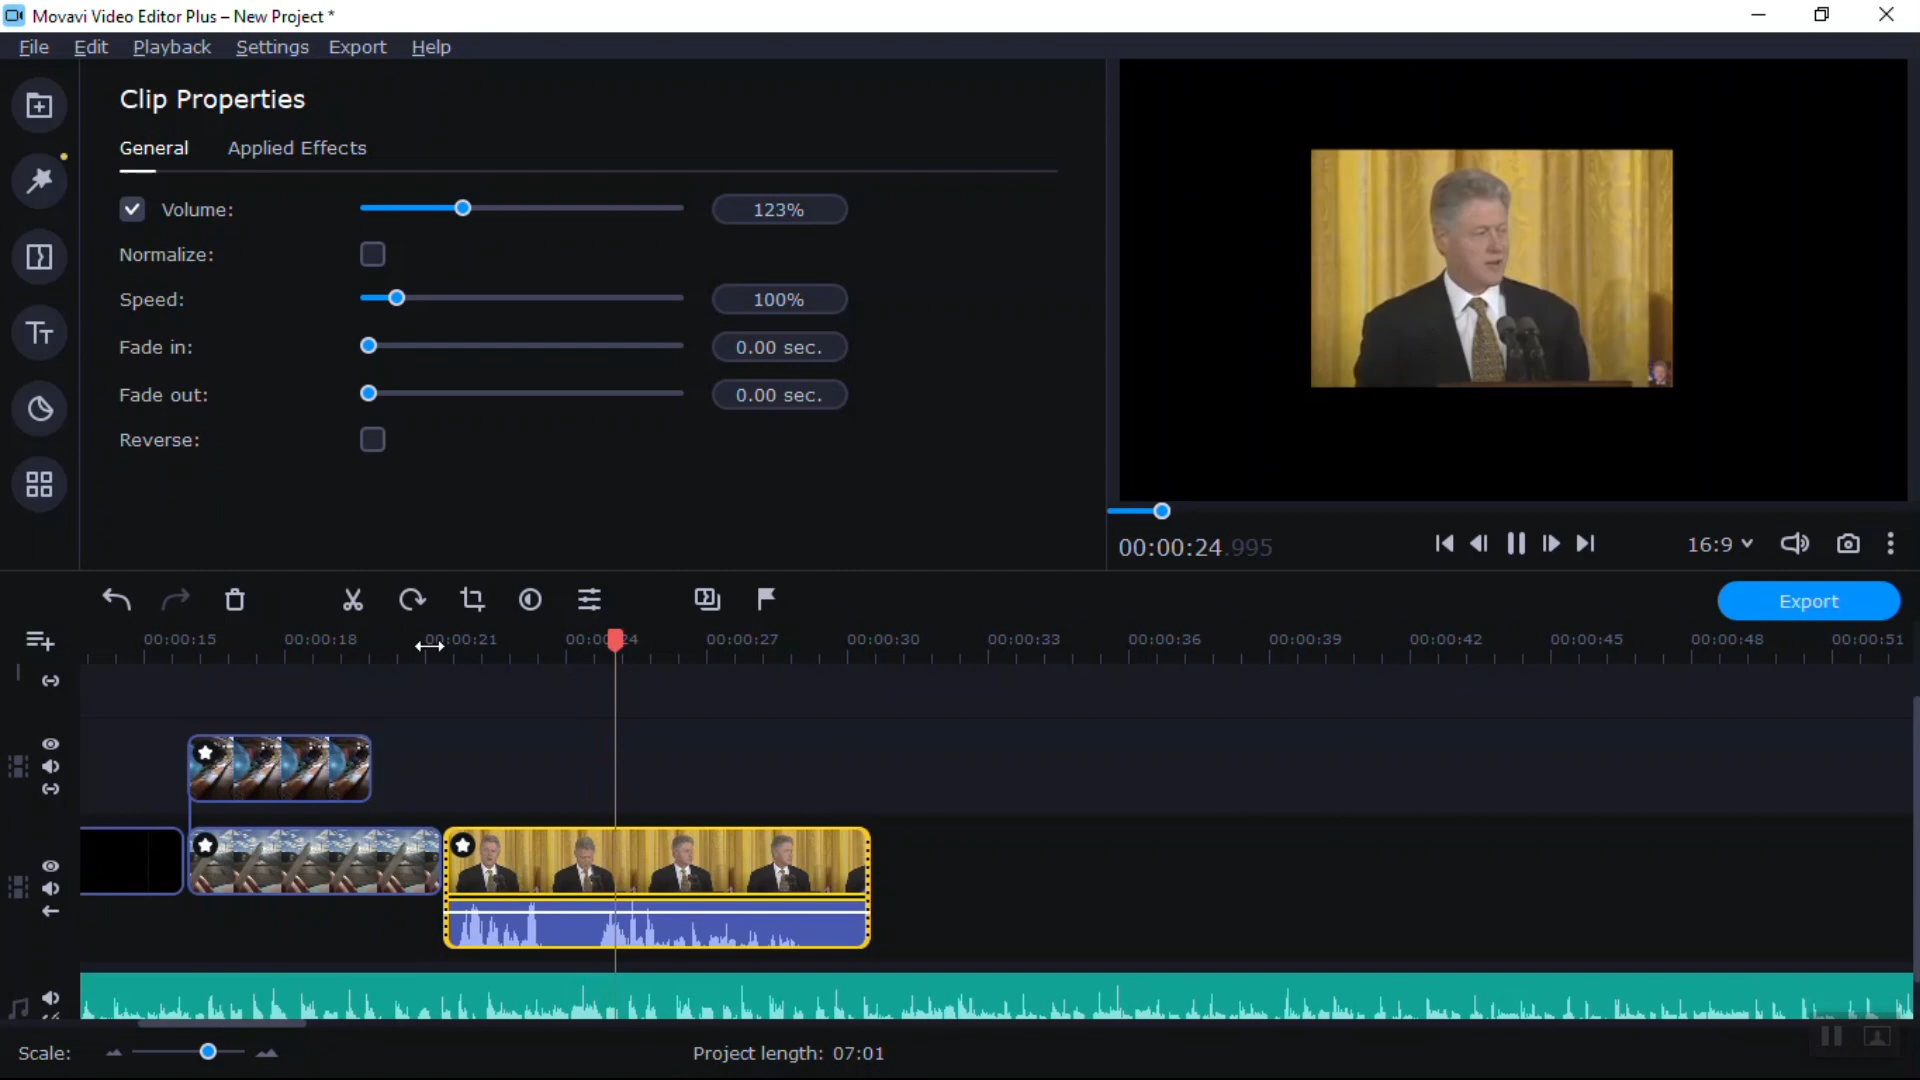 Movavi Video Editor Plus – New Project *
File Edit Playback Settings Export Help
Clip Properties
General Applied Effects
Volume: 123%
Normalize:
Speed: 100%
Fade in: 0.00 sec.
Fade out: 0.00 sec.
Reverse:
00:00:24.995
16:9
Export
00:00:15 00:00:18 00:00:21 00:00:24 00:00:27 00:00:30 00:00:33 00:00:36 00:00:39 00:00:42 00:00:45 00:00:48 00:00:51
Scale:
Project length: 07:01